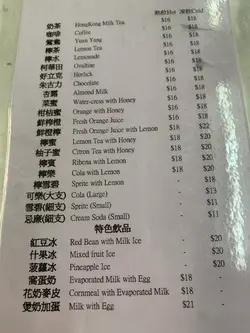 熱飲Hot 凍飲Cold
奶茶 HongKong Milk Tea $16 $18
咖啡 Coffee $16 $18
鴛鴦 Yuan Yang $16 $18
檸茶 Lemon Tea $16 $18
檸水 Lemonade $16 $18
柯華田 Ovaltine $16 $18
好立克 Horlick $16 $18
朱古力 Chocolate $16 $18
杏霜 Almond Milk $16 $18
菜蜜 Water-cress with Honey $16 $18
柑桔蜜 Orange with Honey $16 $18
鮮橙汁 Fresh Orange Juice $18
鮮橙檸 Fresh Orange Juice with Lemon $18 $22
檸蜜 Lemon Tea with Honey $18 $20
柚子蜜 Citron Tea with Honey $18 $20
檸賓 Ribena with Lemon $18 $20
檸樂 Cola with Lemon $18 $20
檸雪碧 Sprite with Lemon $18
可樂(大支) Cola (Large) - $13
雪碧(細支) Sprite (Small) - $11
忌廉(細支) Cream Soda (Small) - $11
特色飲品
紅豆冰 Red Bean with Milk Ice - $20
什果冰 Mixed fruit Ice - $20
菠蘿冰 Pineapple Ice - $20
窩蛋奶 Evaporated Milk with Egg $18 -
花奶麥皮 Cornmeal with Evaporated Milk $18 -
煲奶加蛋 Milk with Egg $21 -